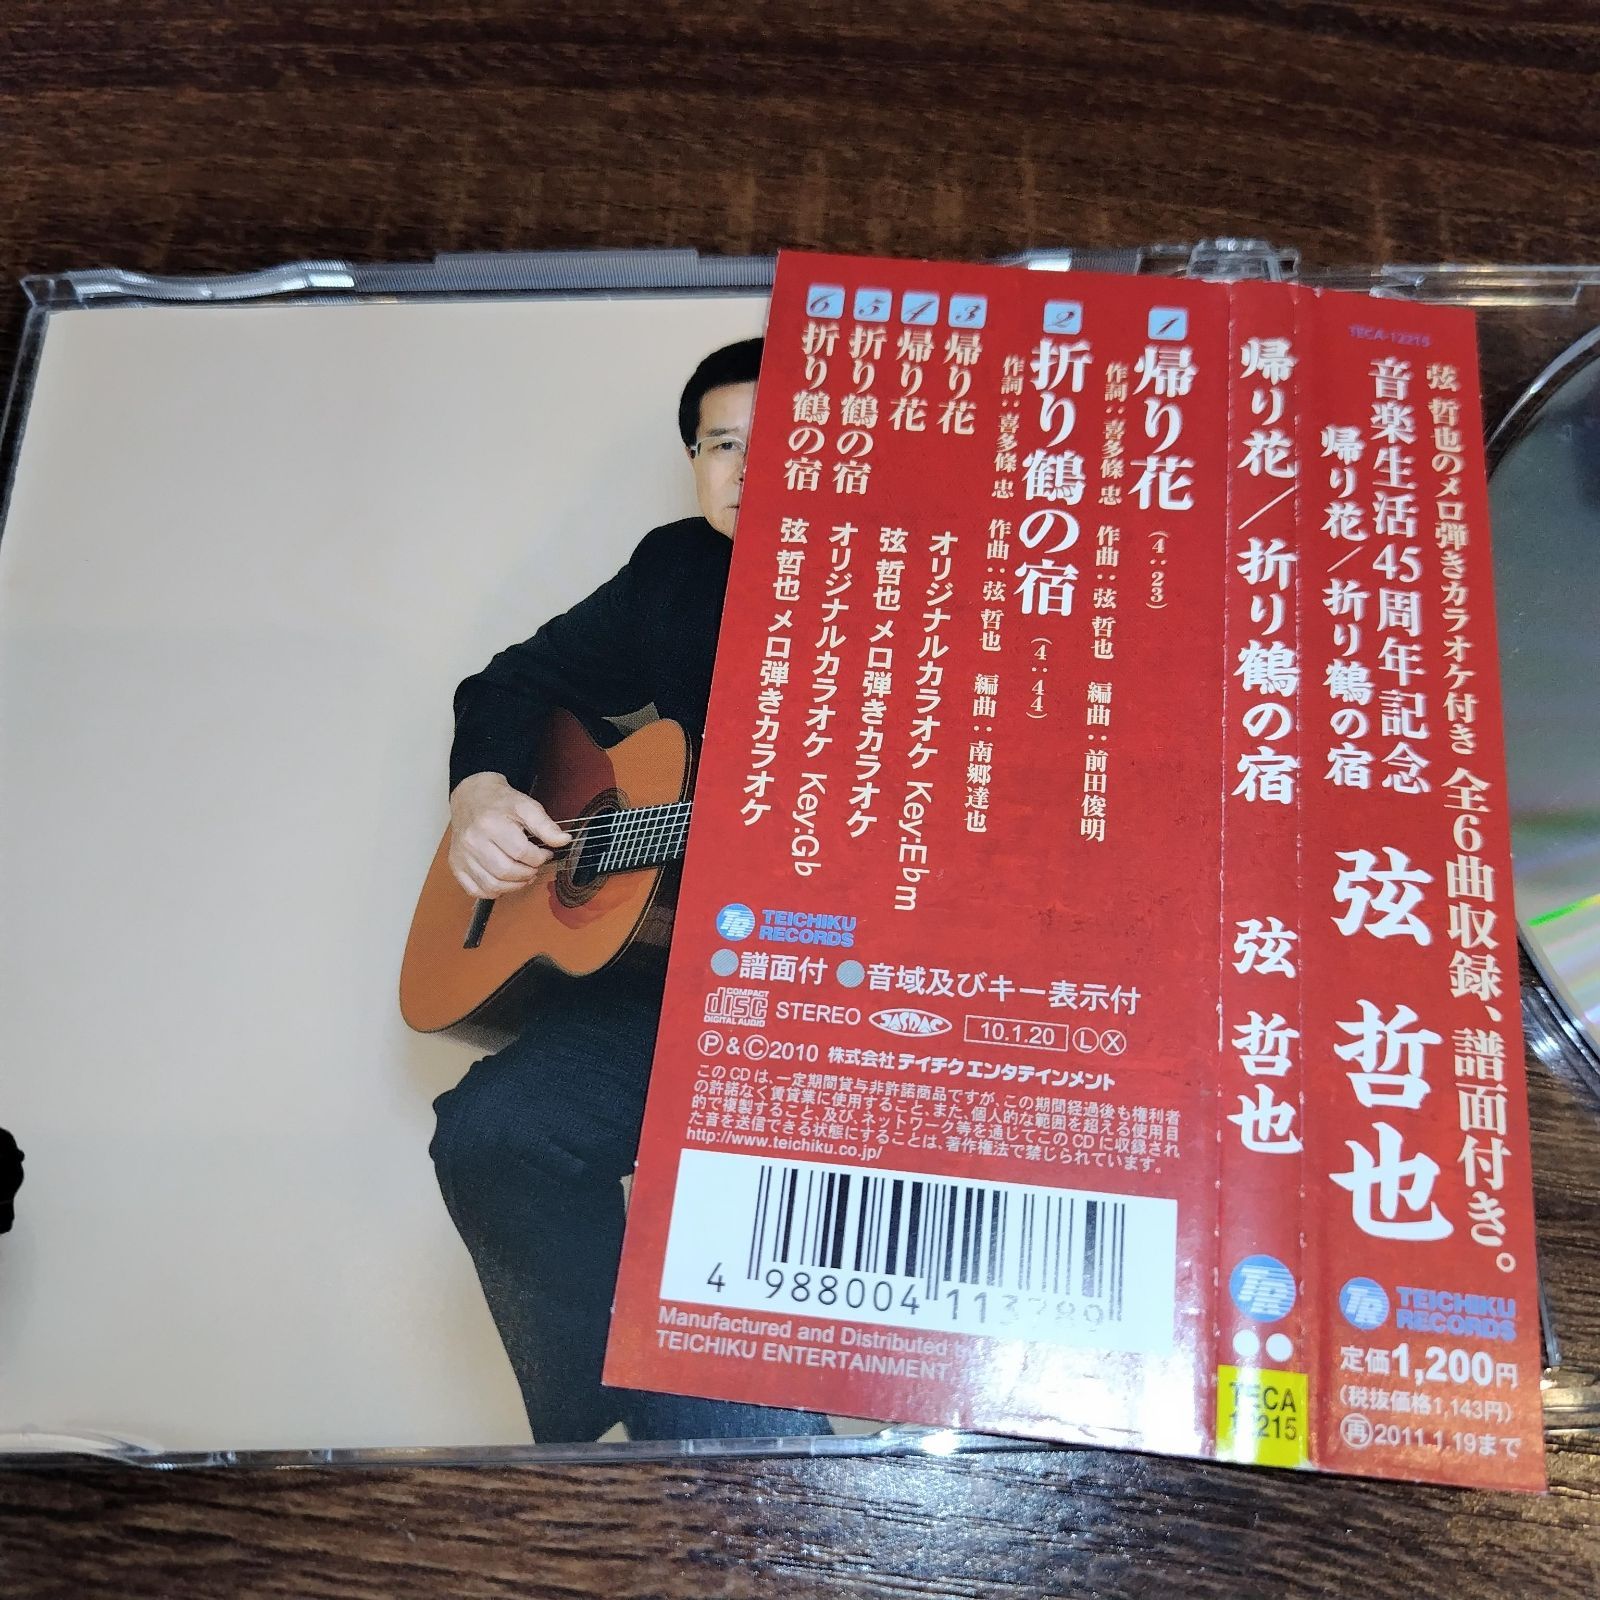 弦 哲也のメロ弾きカラオケ付き 全6曲収録、譜面付き。
TECA-12215
音楽生活45周年記念
帰り花／折り鶴の宿
弦 哲也
TEICHIKU
RECORDS
定価1,200円
(税抜価格1,143円)
再2011.1.19まで
帰り花／折り鶴の宿 弦 哲也
TECA
12215
1 帰り花 (4:23)
作詞:喜多條 忠 作曲:弦 哲也 編曲:前田俊明
2 折り鶴の宿 (4:44)
作詞:喜多條 忠 作曲:弦 哲也 編曲:南郷達也
3 帰り花 オリジナルカラオケ Key:E♭m
4 帰り花 弦 哲也 メロ弾きカラオケ
5 折り鶴の宿 オリジナルカラオケ Key:G♭
6 折り鶴の宿 弦 哲也 メロ弾きカラオケ
TEICHIKU
RECORDS
●譜面付 ●音域及びキー表示付
COMPACT disc DIGITAL AUDIO STEREO JASRAC 10.1.20 Ⓛ Ⓧ
Ⓟ&Ⓒ2010 株式会社テイチクエンタテインメント
このCDは、一定期間貸与非許諾商品ですが、この期間経過後も権利者
の許諾なく賃貸業に使用すること、また、個人的な範囲を超える使用目
的で複製すること、及び、ネットワーク等を通じてこのCDに収録され
た音を送信できる状態にすることは、著作権法で禁じられています。
http://www.teichiku.co.jp/
4 988004 113789
Manufactured and Distributed by
TEICHIKU ENTERTAINMENT,